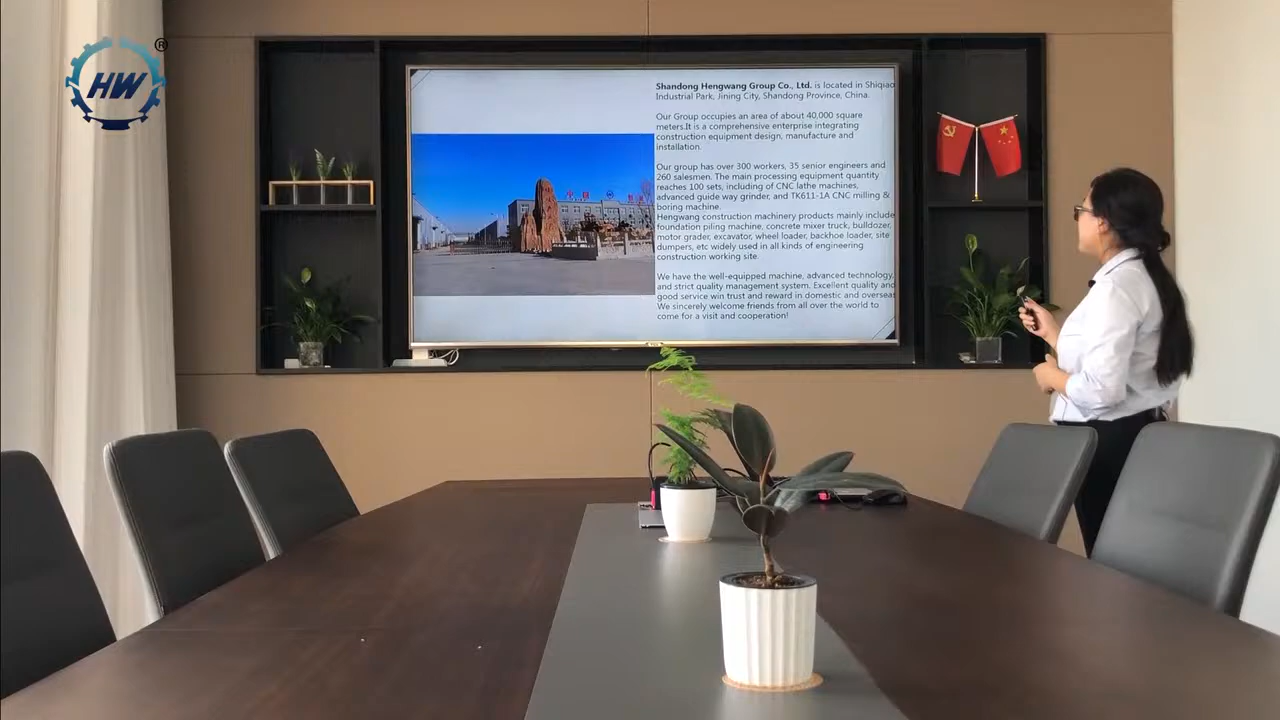 HW®
Shandong Hengwang Group Co., Ltd. is located in Shiqiao
Industrial Park, Jining City, Shandong Province, China.
Our Group occupies an area of about 40,000 square
meters.It is a comprehensive enterprise integrating
construction equipment design, manufacture and
installation.
Our group has over 300 workers, 35 senior engineers and
260 salesmen. The main processing equipment quantity
reaches 100 sets, including of CNC lathe machines,
advanced guide way grinder, and TK611-1A CNC milling &
boring machine.
Hengwang construction machinery products mainly include
foundation piling machine, concrete mixer truck, bulldozer,
motor grader, excavator, wheel loader, backhoe loader, site
dumpers, etc widely used in all kinds of engineering
construction working site.
We have the well-equipped machine, advanced technology,
and strict quality management system. Excellent quality and
good service win trust and reward in domestic and overseas
We sincerely welcome friends from all over the world to
come for a visit and cooperation!
中国